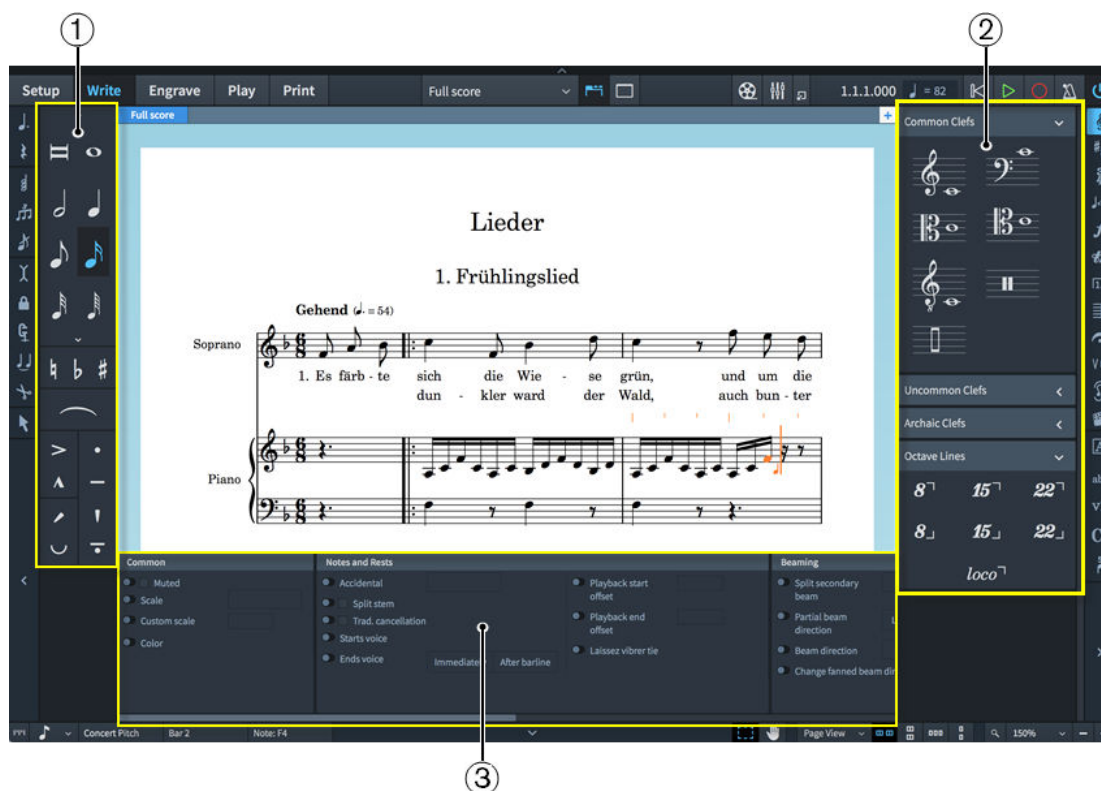 1
2
Setup Write Engrave Play Print Full score 1.1.1.000 = 82
Full score
Common Clefs
Lieder
1. Frühlingslied
Gehend (♩. = 54)
Soprano
1. Es färb - te sich die Wie - se grün, und um die
dun - kler ward der Wald, auch bun - ter
Piano
Uncommon Clefs
Archaic Clefs
Octave Lines
8 15 22
8 15 22
loco
Common
Muted
Scale
Custom scale
Color
Notes and Rests
Accidental
Split stem
Trad. cancellation
Starts voice
Ends voice
Immediately After barline
Playback start
offset
Playback end
offset
Laissez vibrer tie
Beaming
Split secondary
beam
Partial beam
direction
Beam direction
Change fanned beam dir
Concert Pitch Bar 2 Note: F4 Page View 150%
3